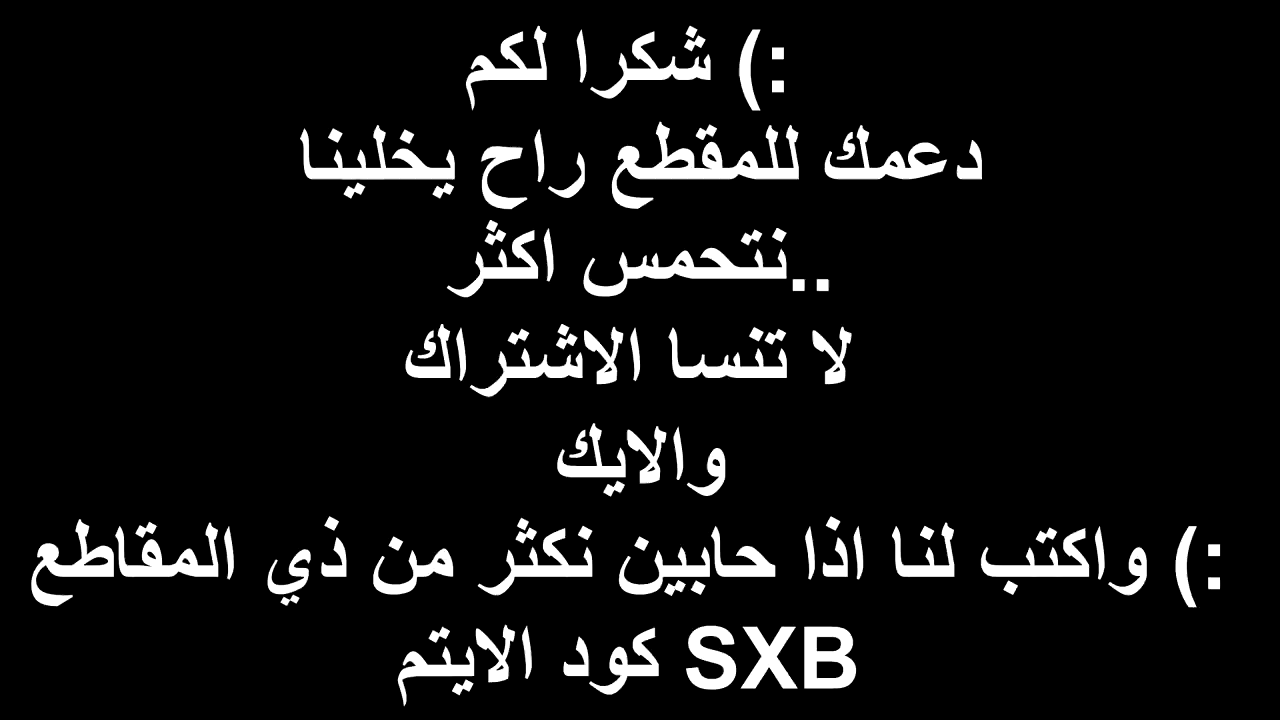 شكرا لكم :)
دعمك للمقطع راح يخلينا
نتحمس اكثر..
لا تنسا الاشتراك
والايك
واكتب لنا اذا حابين نكثر من ذي المقاطع :)
كود الايتم SXB